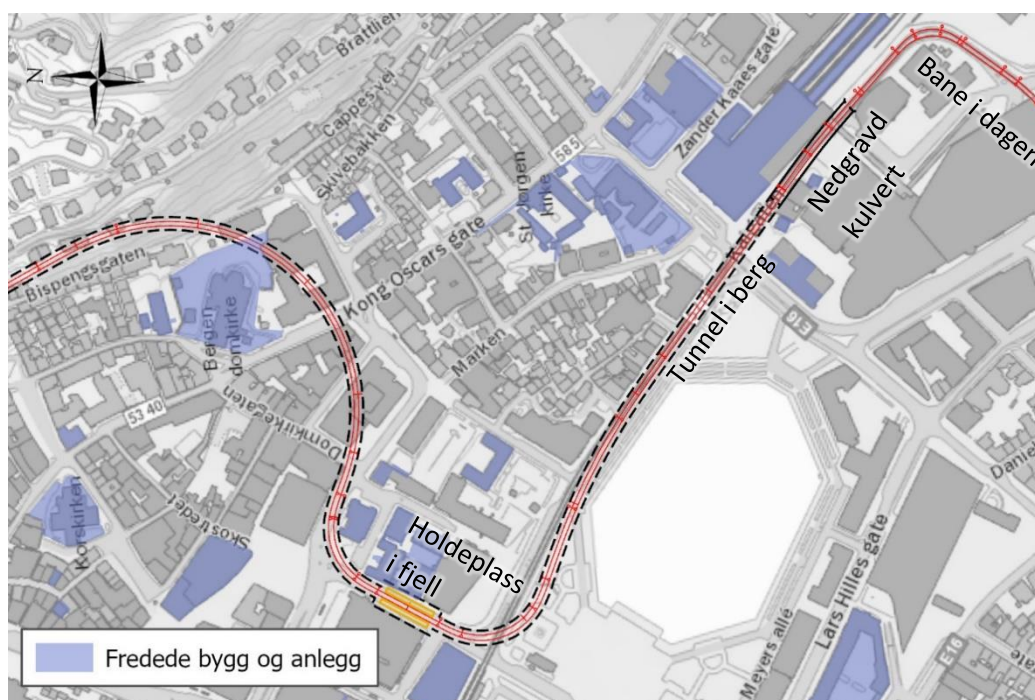 N
Brattlien
Cappes vei
Skivebakken
Zander Kaaes gate
585
St. Jørgen
kirke
Kong Oscars gate
Bispengsgaten
Bergen
domkirke
Marken
53 40
Domkirkegaten
Korskirken
Skostredet
Bane i dagen
Nedgravd
kulvert
Tunnel i berg
E16
Holdeplass
i fjell
Meyers allé
Lars Hilles gate
E16
Fredede bygg og anlegg